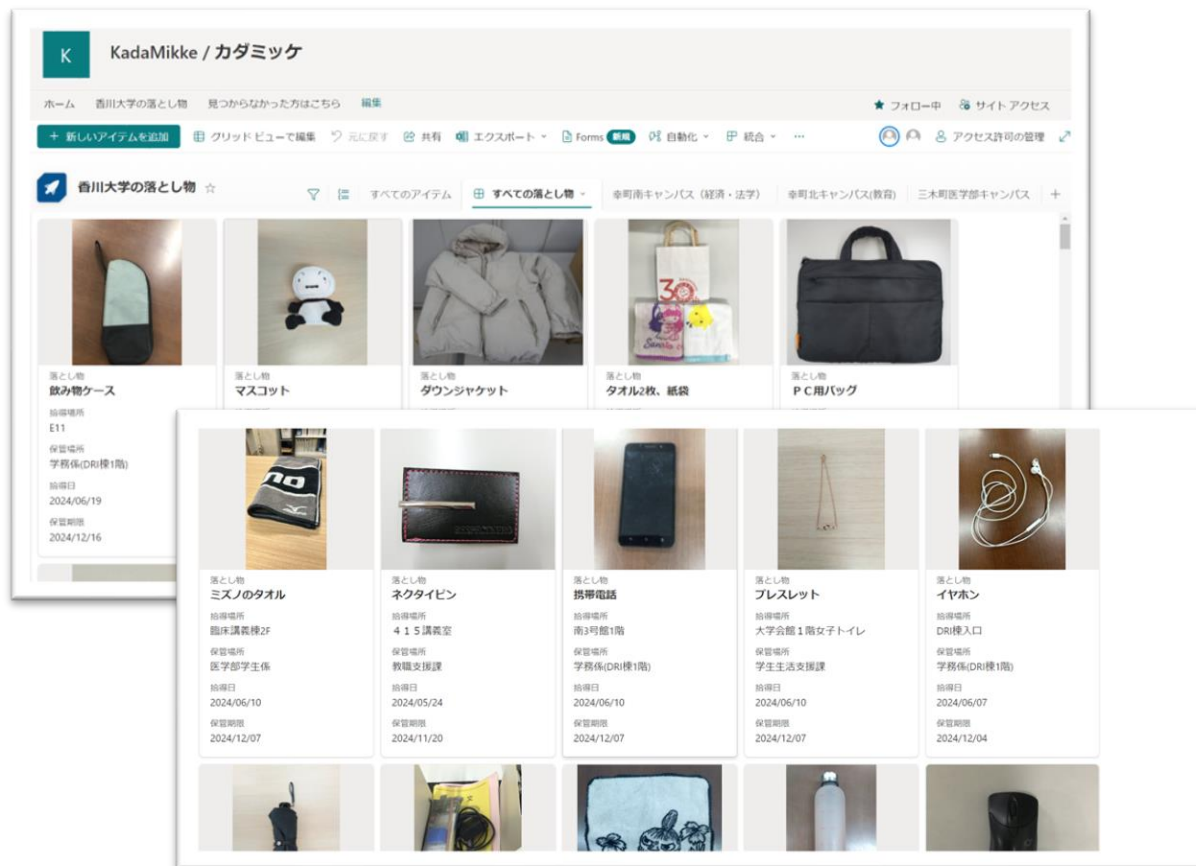 K
KadaMikke / カダミッケ
ホーム 香川大学の落とし物 見つからなかった方はこちら 編集
★ フォロー中 サイト アクセス
+ 新しいアイテムを追加 グリッド ビューで編集 元に戻す 共有 エクスポート Forms 新規 自動化 統合 … アクセス許可の管理
香川大学の落とし物 ☆ すべてのアイテム すべての落とし物 幸町南キャンパス（経済・法学） 幸町北キャンパス(教育) 三木町医学部キャンパス +
30
落とし物 落とし物 落とし物 落とし物 落とし物
飲み物ケース マスコット ダウンジャケット タオル2枚、紙袋 ＰＣ用バッグ
拾得場所
E11
保管場所
学務係(DRI棟1階)
拾得日
2024/06/19
保管期限
2024/12/16
落とし物 落とし物 落とし物 落とし物 落とし物
ミズノのタオル ネクタイピン 携帯電話 ブレスレット イヤホン
拾得場所 拾得場所 拾得場所 拾得場所 拾得場所
臨床講義棟2F ４１５講義室 南3号館1階 大学会館１階女子トイレ DRI棟入口
保管場所 保管場所 保管場所 保管場所 保管場所
医学部学生係 教職支援課 学務係(DRI棟1階) 学生生活支援課 学務係(DRI棟1階)
拾得日 拾得日 拾得日 拾得日 拾得日
2024/06/10 2024/05/24 2024/06/10 2024/06/10 2024/06/07
保管期限 保管期限 保管期限 保管期限 保管期限
2024/12/07 2024/11/20 2024/12/07 2024/12/07 2024/12/04